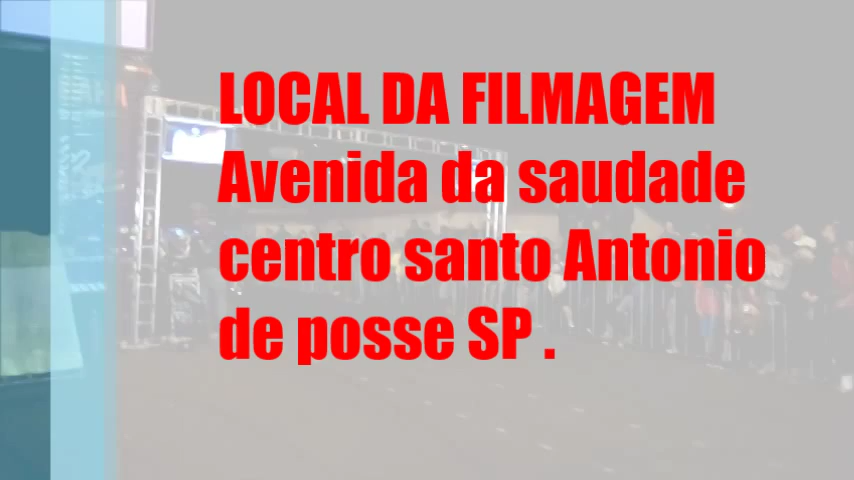 LOCAL DA FILMAGEM
Avenida da saudade
centro santo Antonio
de posse SP .